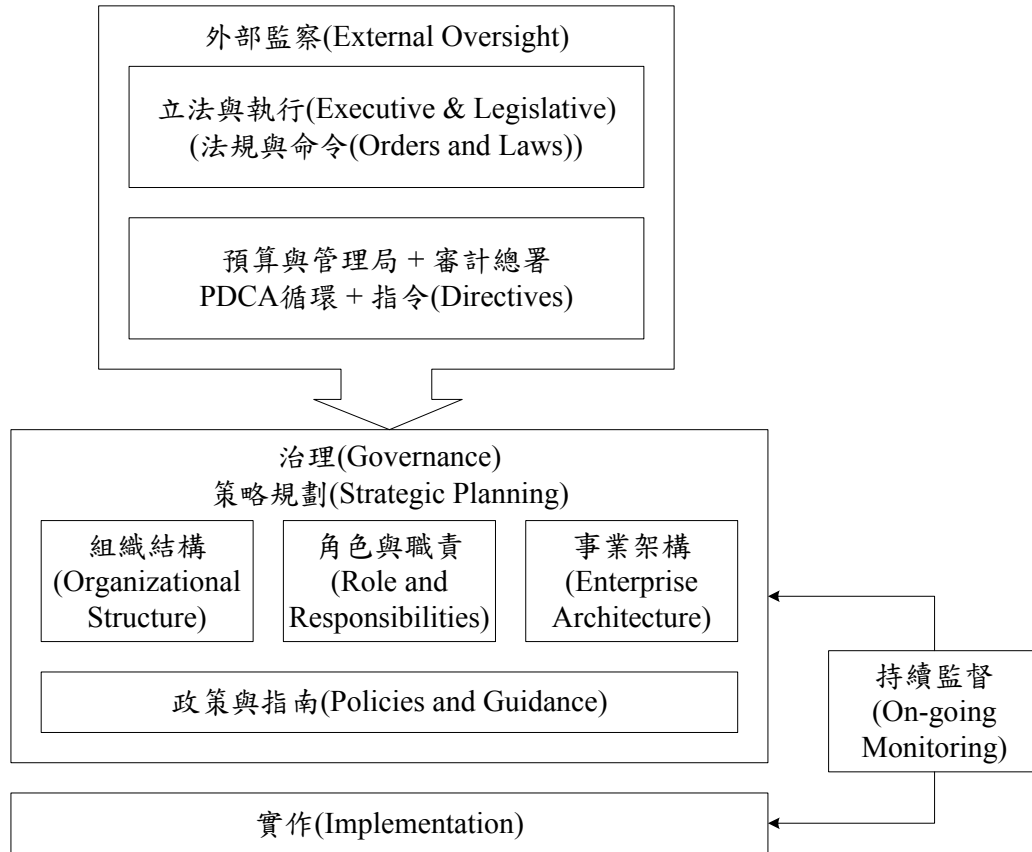 外部監察(External Oversight)
立法與執行(Executive & Legislative)
(法規與命令(Orders and Laws))
預算與管理局 + 審計總署
PDCA循環 + 指令(Directives)
治理(Governance)
策略規劃(Strategic Planning)
組織結構
(Organizational
Structure)
角色與職責
(Role and
Responsibilities)
事業架構
(Enterprise
Architecture)
政策與指南(Policies and Guidance)
持續監督
(On-going
Monitoring)
實作(Implementation)